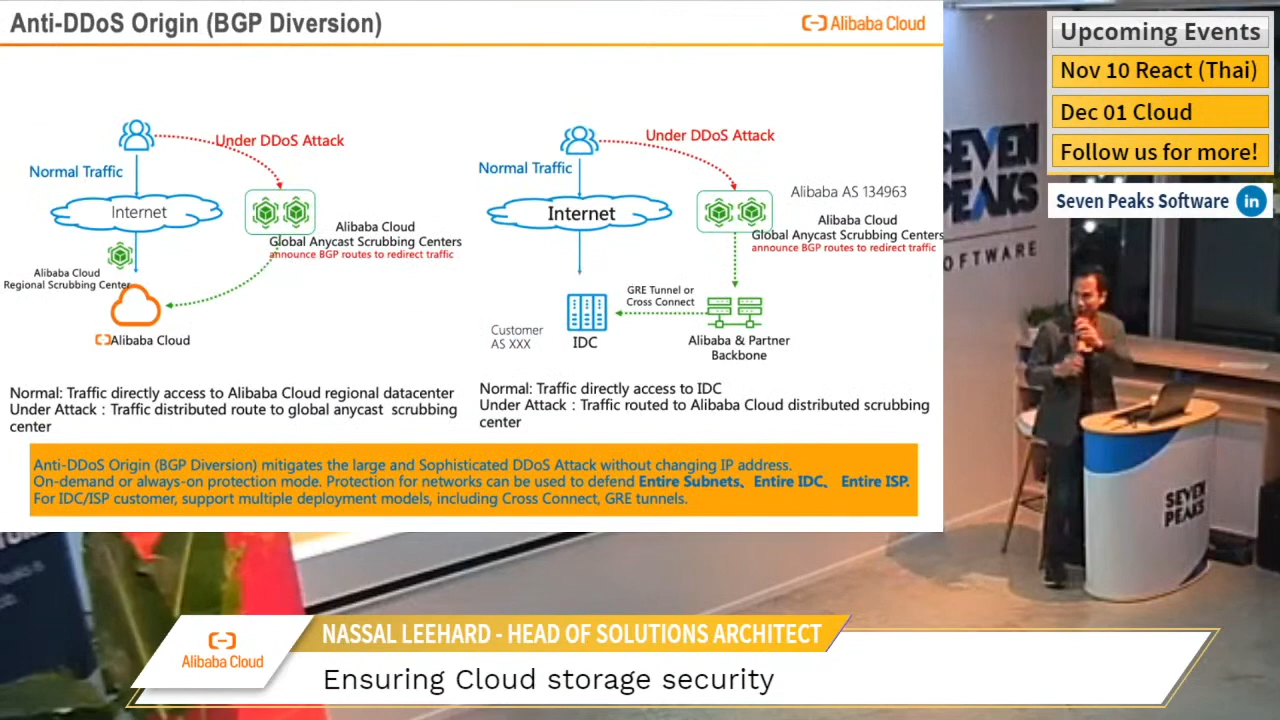 Anti-DDoS Origin (BGP Diversion)
Alibaba Cloud
Under DDoS Attack
Normal Traffic
Internet
Alibaba Cloud
Global Anycast Scrubbing Centers
announce BGP routes to redirect traffic
Alibaba Cloud
Regional Scrubbing Center
Alibaba Cloud
Normal: Traffic directly access to Alibaba Cloud regional datacenter
Under Attack : Traffic distributed route to global anycast scrubbing
center
Under DDoS Attack
Normal Traffic
Alibaba AS 134963
Internet
Alibaba Cloud
Global Anycast Scrubbing Centers
announce BGP routes to redirect traffic
GRE Tunnel or
Cross Connect
Customer
AS XXX
IDC
Alibaba & Partner
Backbone
Normal: Traffic directly access to IDC
Under Attack : Traffic routed to Alibaba Cloud distributed scrubbing
center
Anti-DDoS Origin (BGP Diversion) mitigates the large and Sophisticated DDoS Attack without changing IP address.
On-demand or always-on protection mode. Protection for networks can be used to defend Entire Subnets、Entire IDC、 Entire ISP.
For IDC/ISP customer, support multiple deployment models, including Cross Connect, GRE tunnels.
Upcoming Events
Nov 10 React (Thai)
Dec 01 Cloud
Follow us for more!
Seven Peaks Software in
SEVEN
PEAKS
SOFTWARE
SEVEN
PEAKS
Alibaba Cloud
NASSAL LEEHARD - HEAD OF SOLUTIONS ARCHITECT
Ensuring Cloud storage security